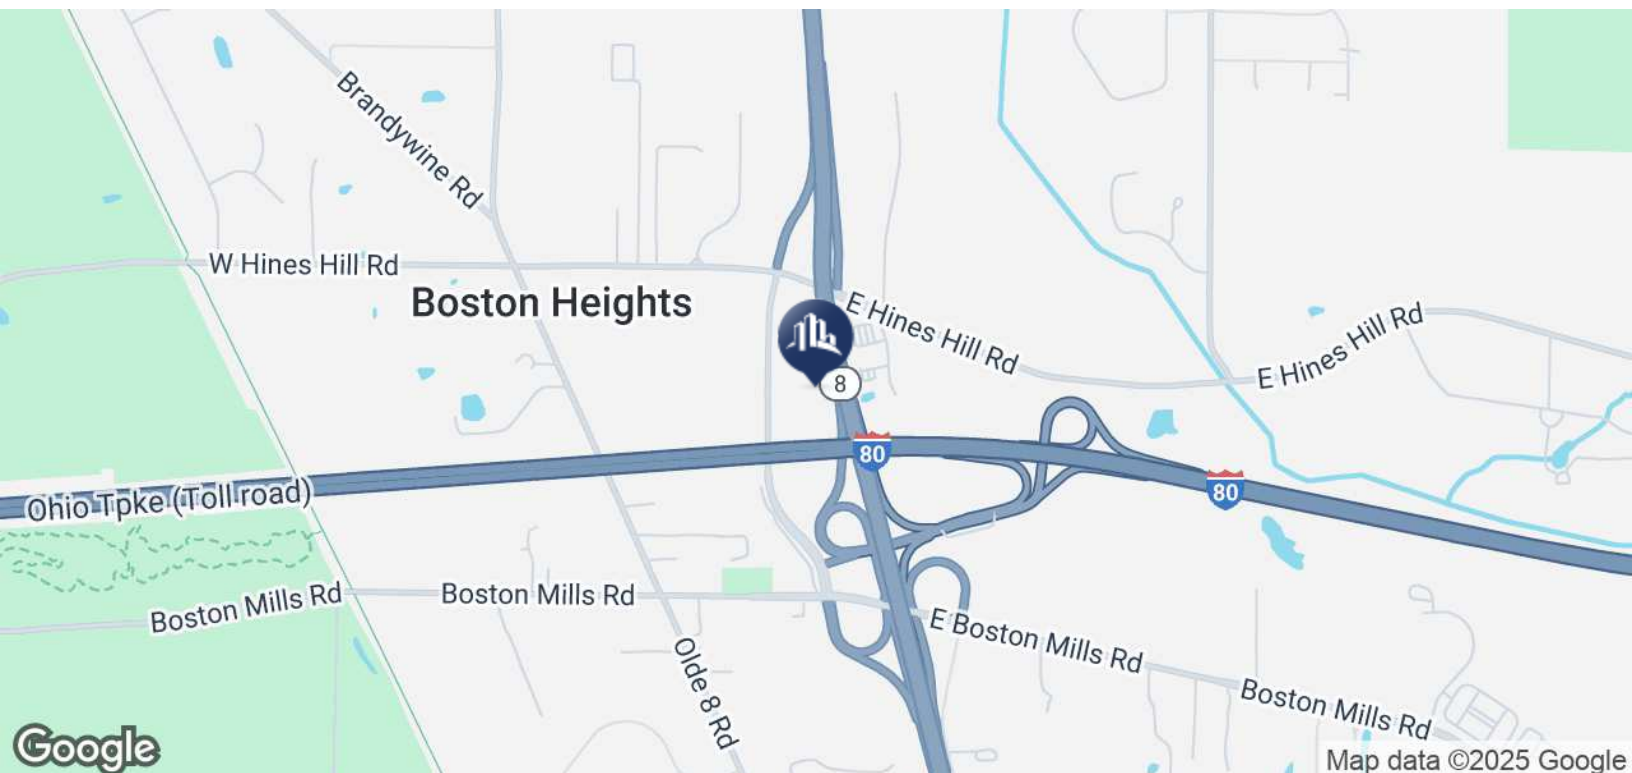 Brandywine Rd
W Hines Hill Rd
Boston Heights
E Hines Hill Rd
E Hines Hill Rd
8
80
80
Ohio Tpke (Toll road)
Boston Mills Rd
Boston Mills Rd
E Boston Mills Rd
Olde 8 Rd
Boston Mills Rd
Google
Map data ©2025 Google